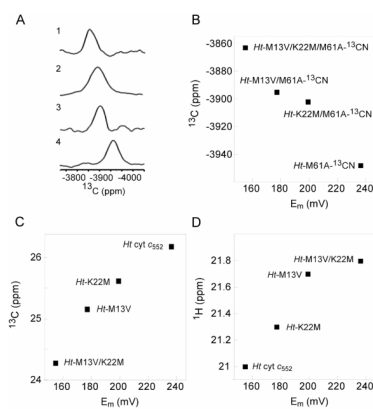 A
1
2
3
4
-3800 -3900 -4000
¹³C (ppm)
B
-3860
-3900
-3940
¹³C (ppm)
Ht-M13V/K22M/M61A-¹³CN
Ht-M13V/M61A-¹³CN
Ht-K22M/M61A-¹³CN
Ht-M61A-¹³CN
160 180 200 220 240
Eₘ (mV)
C
26
25
24
¹³C (ppm)
Ht cyt c₅₅₂
Ht-K22M
Ht-M13V
Ht-M13V/K22M
160 180 200 220 240
Eₘ (mV)
D
21.8
21.6
21.4
21.2
21
¹H (ppm)
Ht-M13V/K22M
Ht-M13V
Ht-K22M
Ht cyt c₅₅₂
160 180 200 220 240
Eₘ (mV)